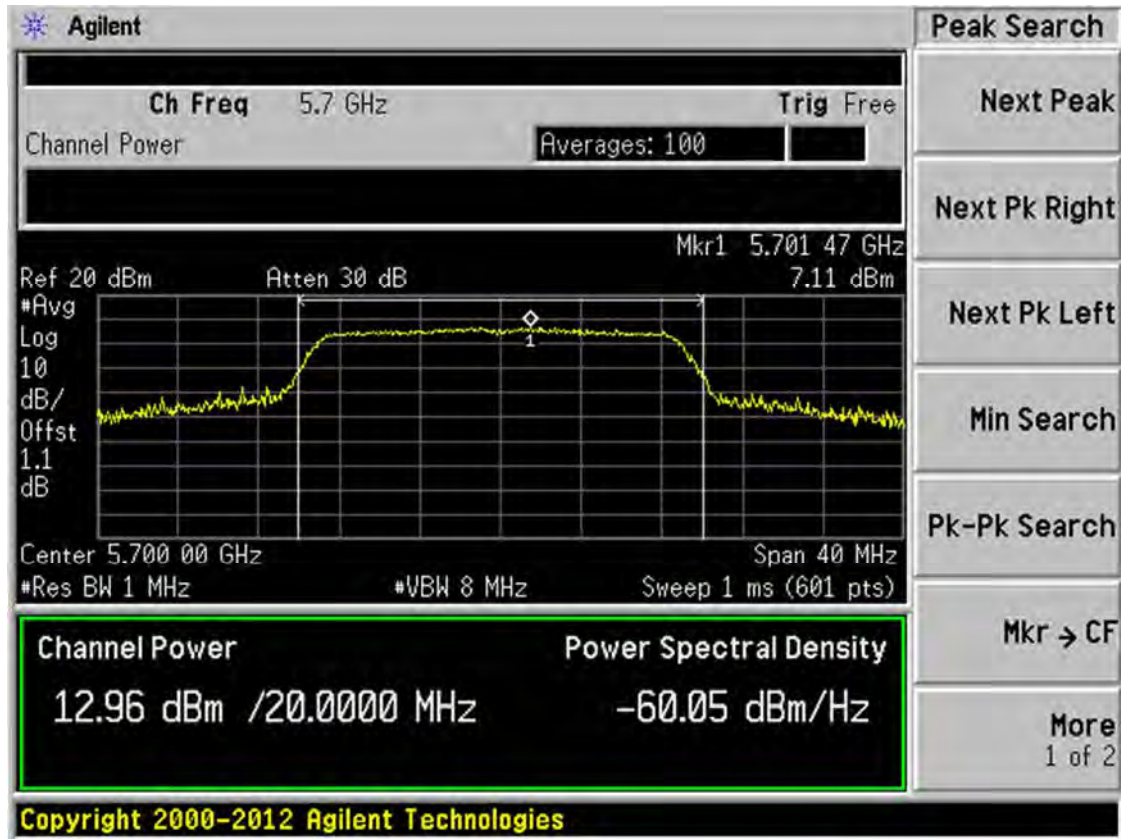 Agilent
Peak Search
Ch Freq 5.7 GHz Trig Free
Channel Power Averages: 100
Mkr1 5.701 47 GHz
Ref 20 dBm Atten 30 dB 7.11 dBm
#Avg
Log
10
dB/
Offst
1.1
dB
1
Center 5.700 00 GHz Span 40 MHz
#Res BW 1 MHz #VBW 8 MHz Sweep 1 ms (601 pts)
Channel Power Power Spectral Density
12.96 dBm /20.0000 MHz -60.05 dBm/Hz
Copyright 2000-2012 Agilent Technologies
Next Peak
Next Pk Right
Next Pk Left
Min Search
Pk-Pk Search
Mkr → CF
More
1 of 2